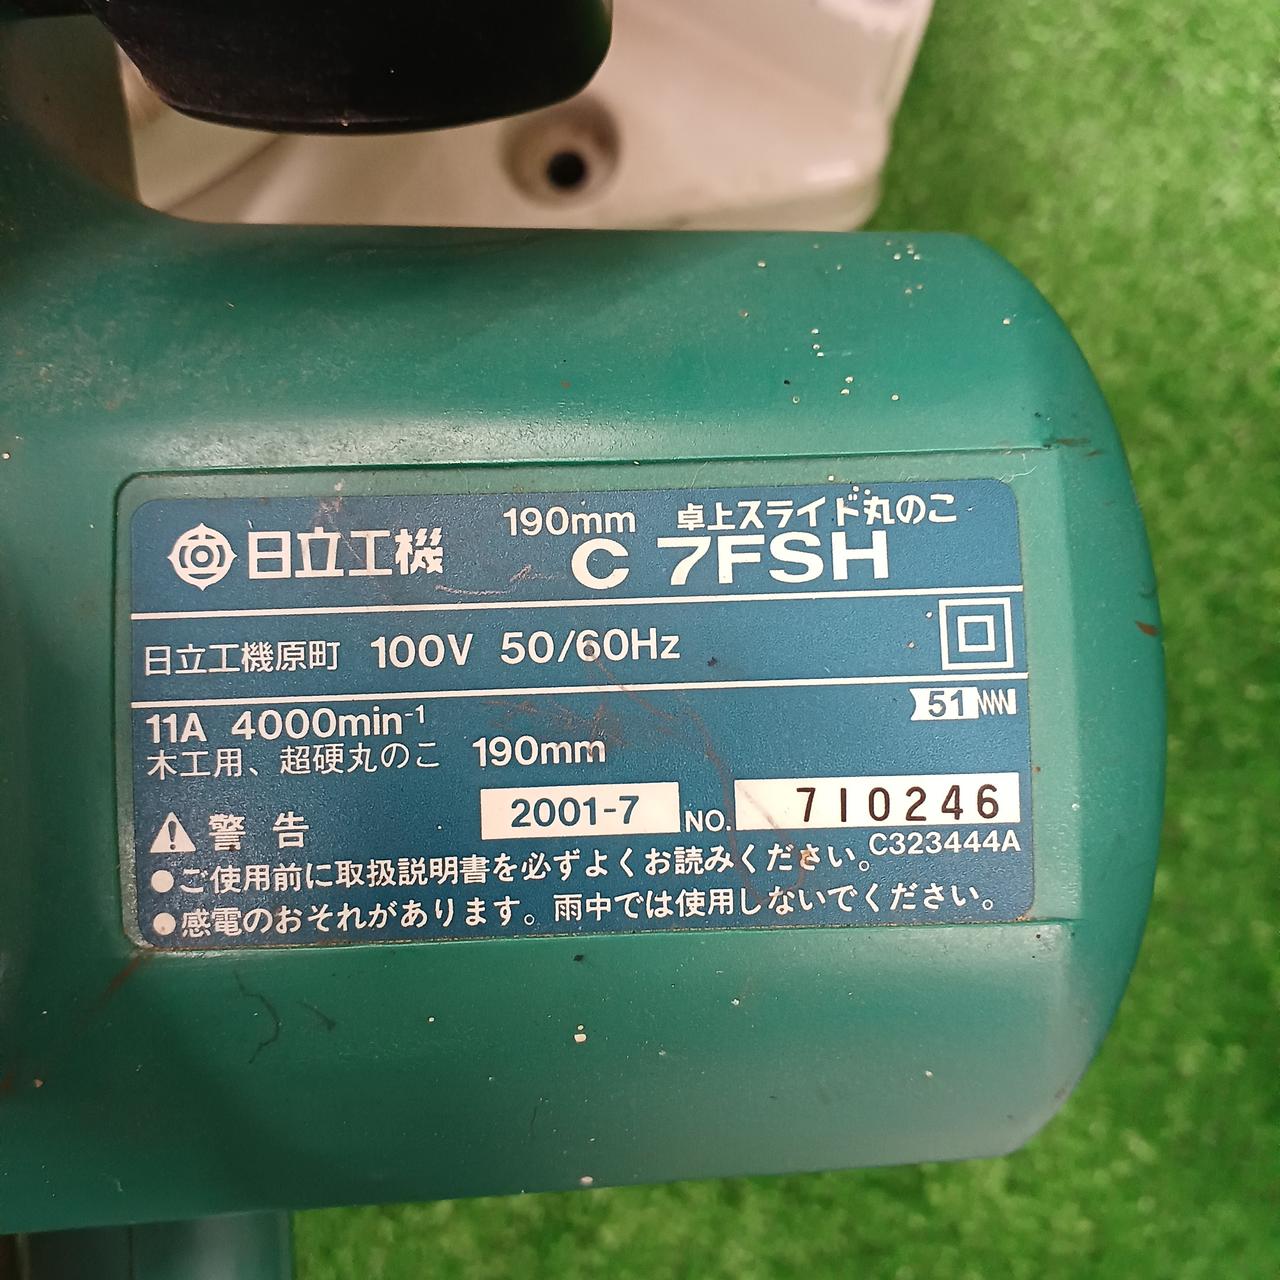 日立工機 190mm 卓上スライド丸のこ
C 7FSH
日立工機原町 100V 50/60Hz
51
11A 4000min-1
木工用、超硬丸のこ 190mm
2001-7 NO. 710246
警告 C323444A
●ご使用前に取扱説明書を必ずよくお読みください。
●感電のおそれがあります。雨中では使用しないでください。